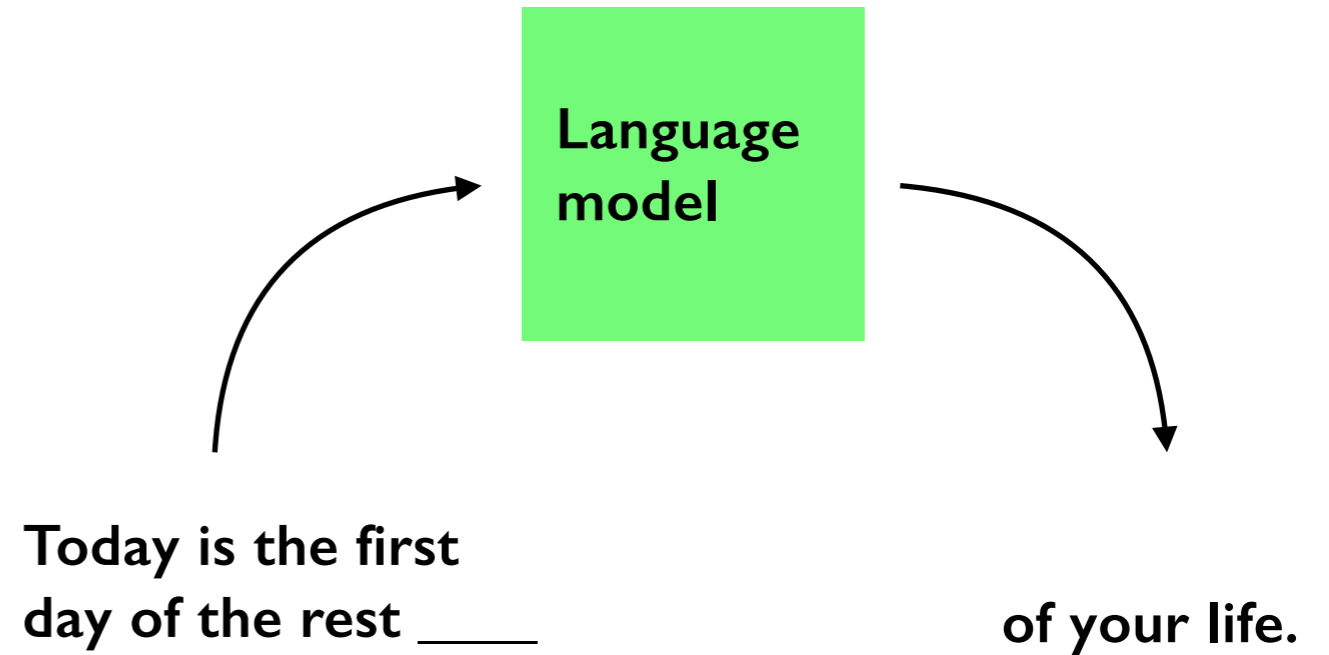 Language
model
Today is the first
day of the rest ____
of your life.